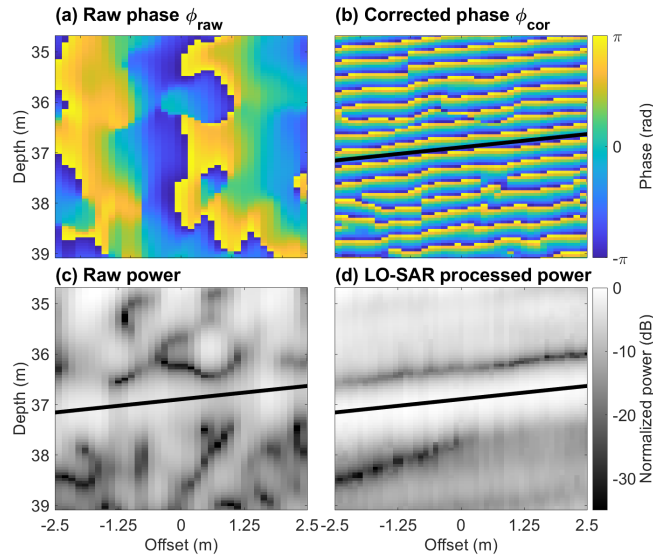 (a) Raw phase ϕraw
(b) Corrected phase ϕcor
35
36
37
38
39
Depth (m)
π
0
-π
Phase (rad)
(c) Raw power
(d) LO-SAR processed power
35
36
37
38
39
Depth (m)
-2.5 -1.25 0 1.25 2.5
Offset (m)
-2.5 -1.25 0 1.25 2.5
Offset (m)
0
-10
-20
-30
Normalized power (dB)